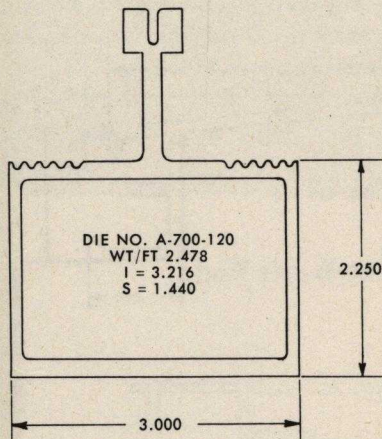 DIE NO. A-700-120
WT/FT 2.478
I = 3.216
S = 1.440
2.250
3.000